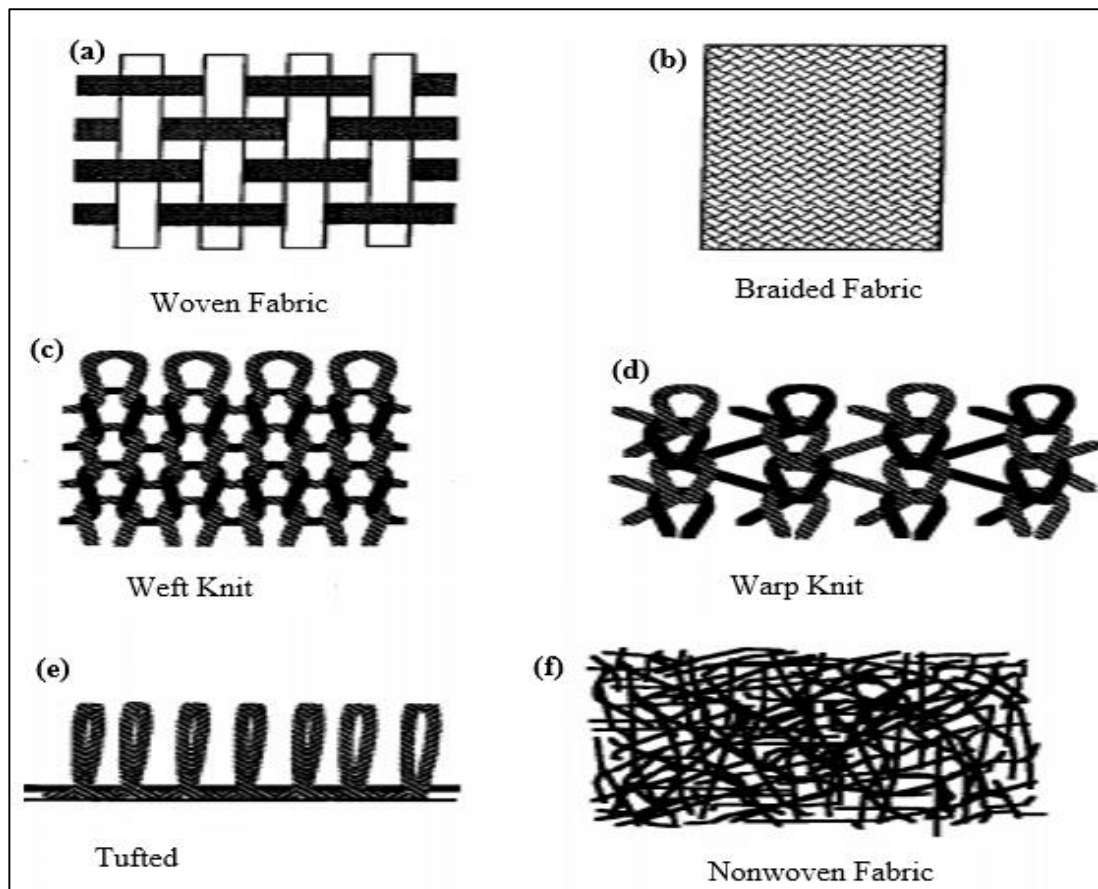 (a)
(b)
Woven Fabric
Braided Fabric
(c)
(d)
Weft Knit
Warp Knit
(e)
(f)
Tufted
Nonwoven Fabric